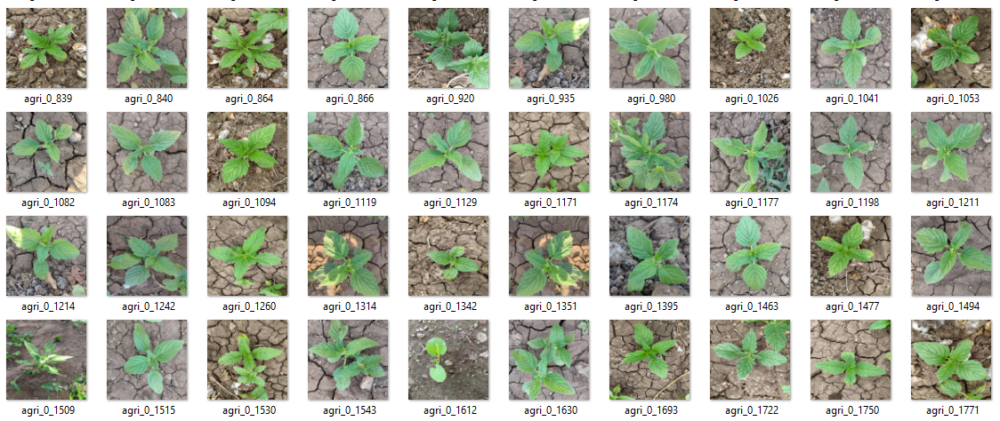 agri_0_839 agri_0_840 agri_0_864 agri_0_866 agri_0_920 agri_0_935 agri_0_980 agri_0_1026 agri_0_1041 agri_0_1053
agri_0_1082 agri_0_1083 agri_0_1094 agri_0_1119 agri_0_1129 agri_0_1171 agri_0_1174 agri_0_1177 agri_0_1198 agri_0_1211
agri_0_1214 agri_0_1242 agri_0_1260 agri_0_1314 agri_0_1342 agri_0_1351 agri_0_1395 agri_0_1463 agri_0_1477 agri_0_1494
agri_0_1509 agri_0_1515 agri_0_1530 agri_0_1543 agri_0_1612 agri_0_1630 agri_0_1693 agri_0_1722 agri_0_1750 agri_0_1771